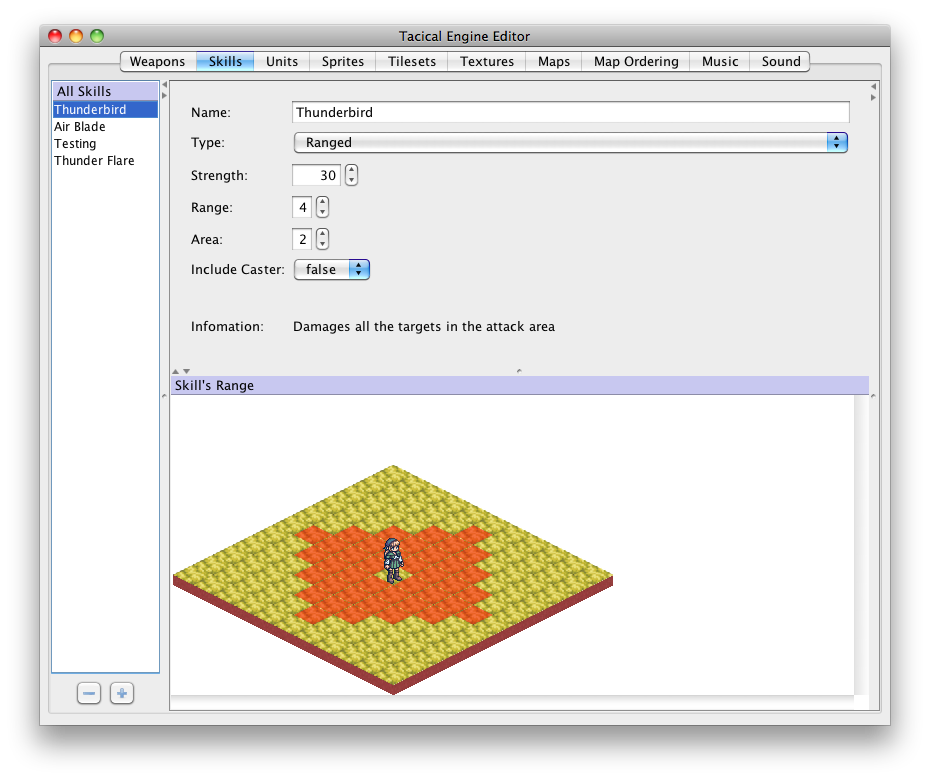 Tacical Engine Editor
Weapons Skills Units Sprites Tilesets Textures Maps Map Ordering Music Sound
All Skills
Thunderbird
Air Blade
Testing
Thunder Flare
Name: Thunderbird
Type: Ranged
Strength: 30
Range: 4
Area: 2
Include Caster: false
Infomation: Damages all the targets in the attack area
Skill's Range